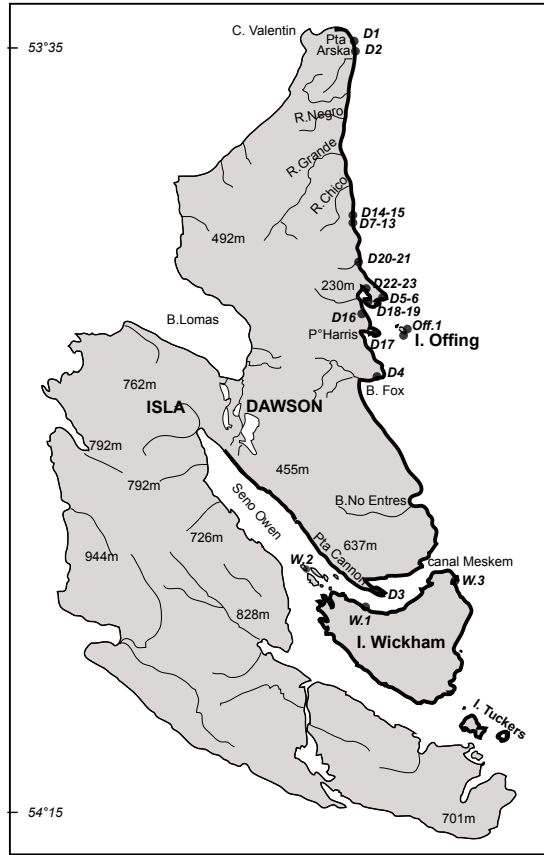 C. Valentin
D1
Pta
Arska
D2
53°35
R.Negro
R.Grande
R.Chico
D14-15
D7-13
492m
D20-21
230m
D22-23
D5-6
D18-19
D16
Off.1
B.Lomas
P°Harris
D17
I. Offing
D4
762m
B. Fox
ISLA DAWSON
792m
455m
792m
Seno Owen
B.No Entres
726m
637m
944m
Pta Cannon
canal Meskem
W.2
W.3
D3
828m
W.1
I. Wickham
I. Tuckers
54°15
701m